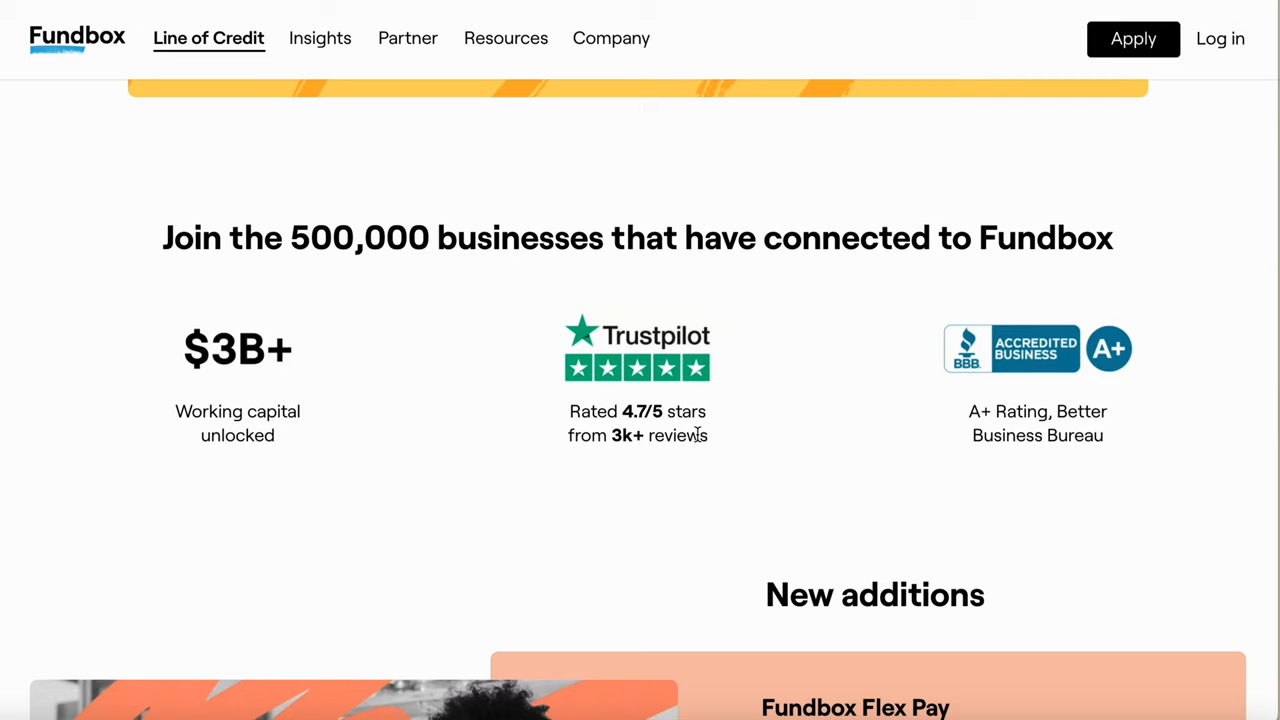 Fundbox
Line of Credit
Insights
Partner
Resources
Company
Apply
Log in
Join the 500,000 businesses that have connected to Fundbox
$3B+
Working capital
unlocked
Trustpilot
Rated 4.7/5 stars
from 3k+ reviews
BBB.
ACCREDITED
BUSINESS
A+
A+ Rating, Better
Business Bureau
New additions
Fundbox Flex Pay